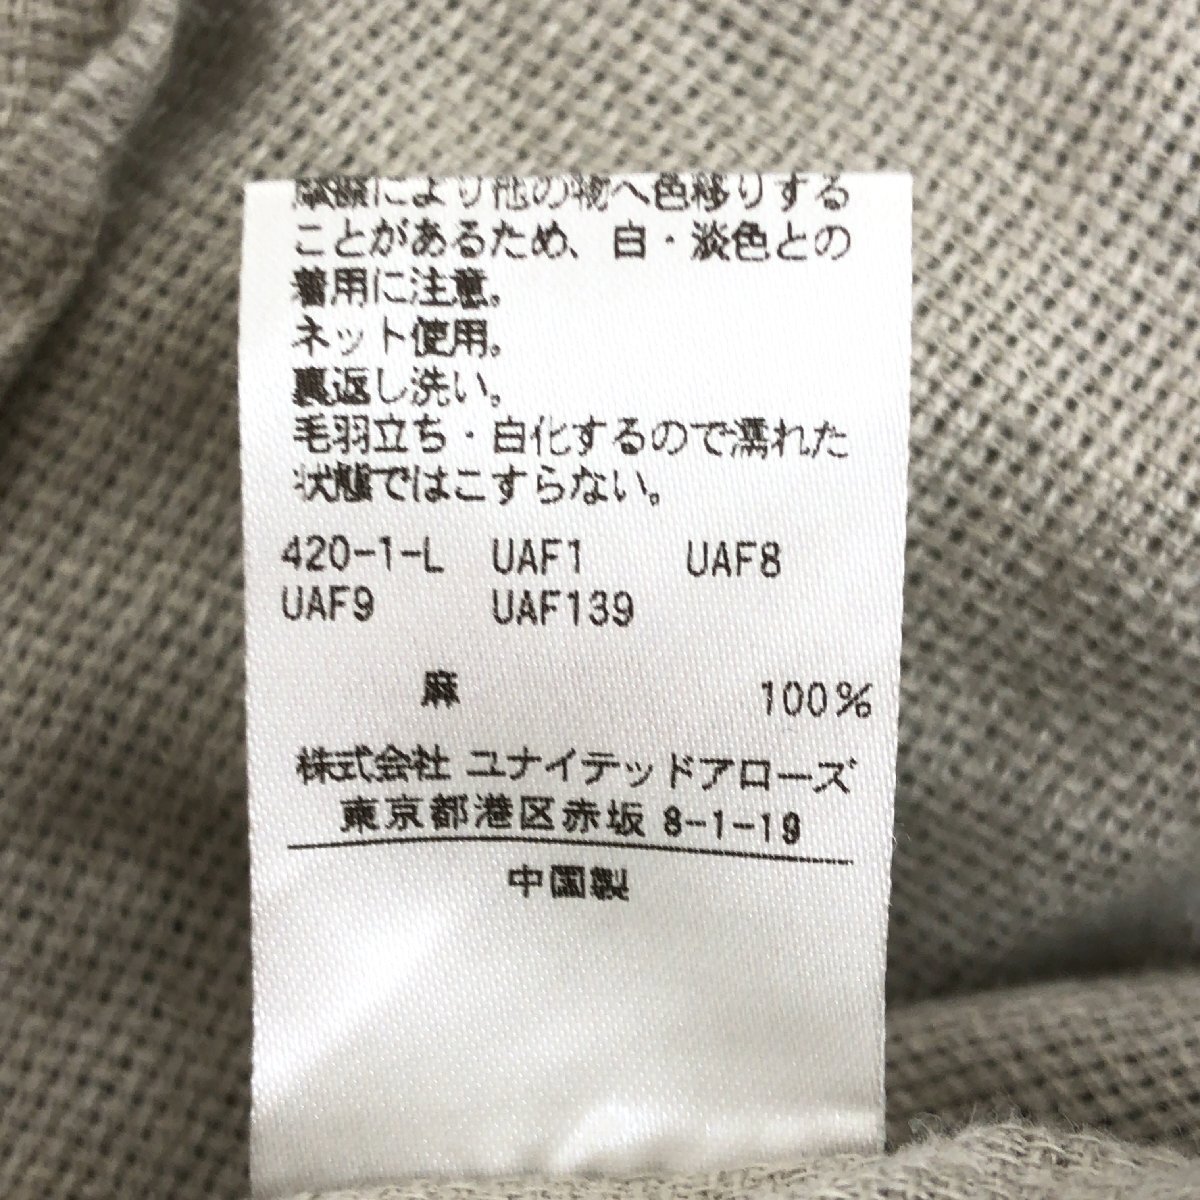 摩擦により他の物へ色移りする
ことがあるため、白・淡色との
着用に注意。
ネット使用。
裏返し洗い。
毛羽立ち・白化するので濡れた
状態ではこすらない。
420-1-L UAF1 UAF8
UAF9 UAF139
麻 100%
株式会社 ユナイテッドアローズ
東京都港区赤坂 8-1-19
中国製